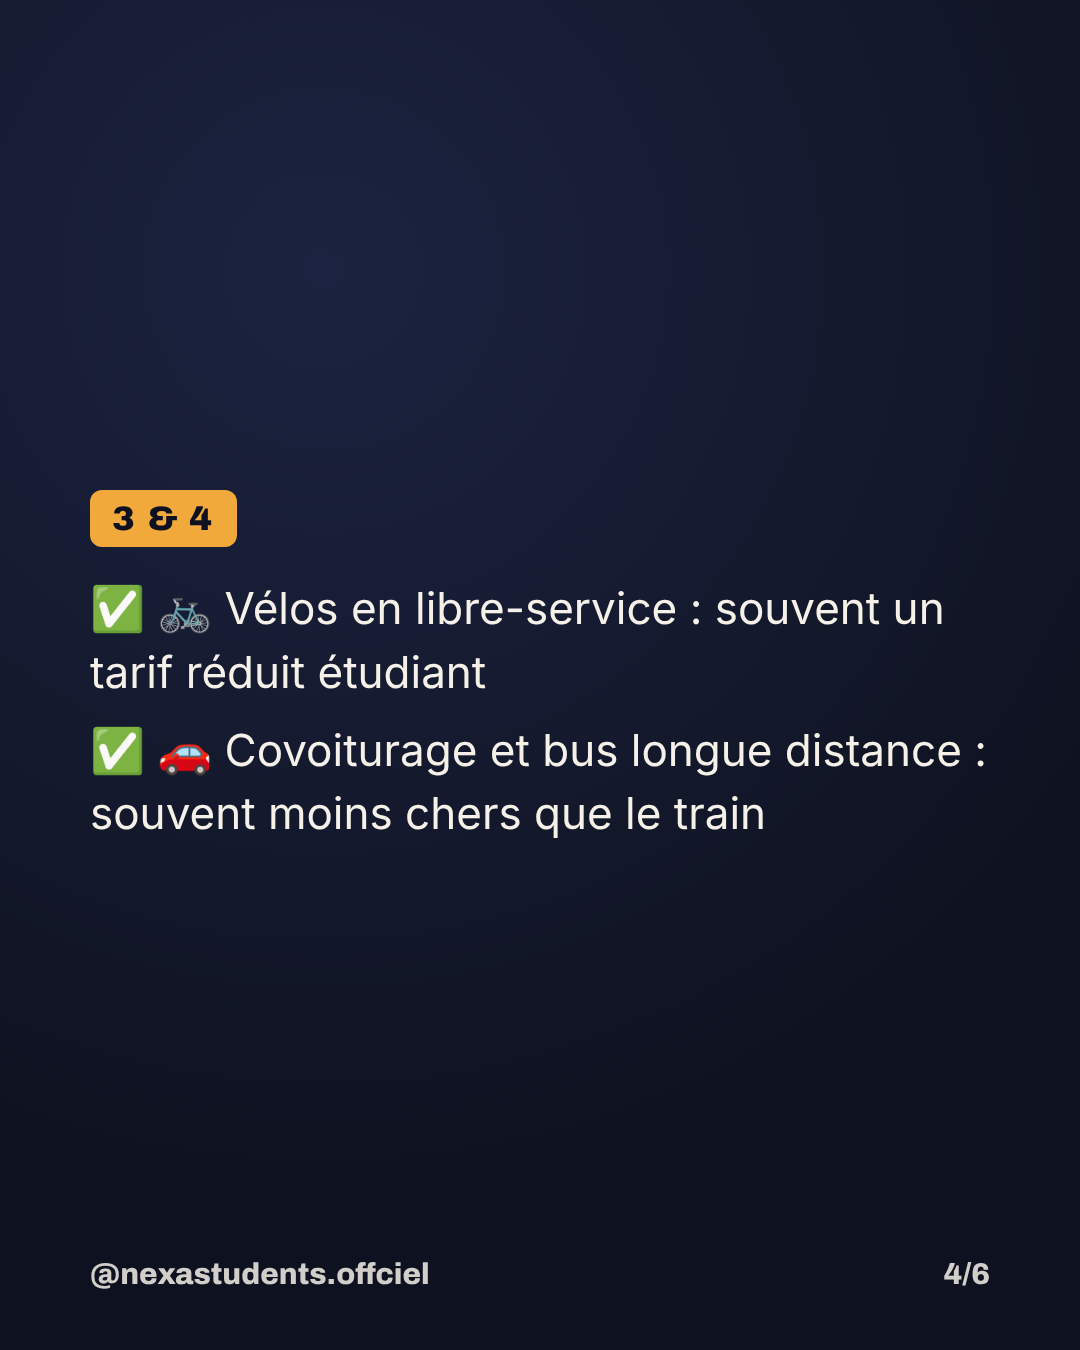 3 & 4
✅ 🚲 Vélos en libre-service : souvent un
tarif réduit étudiant
✅ 🚗 Covoiturage et bus longue distance :
souvent moins chers que le train
@nexastudents.offciel
4/6